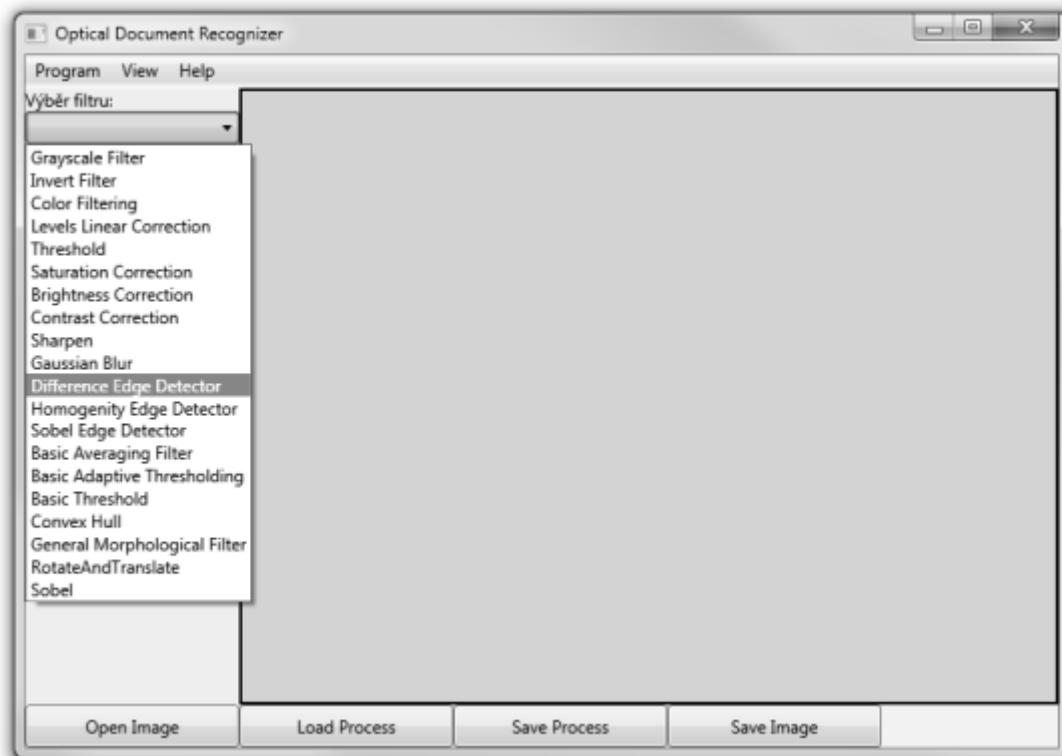 Optical Document Recognizer
Program View Help
Výběr filtru:
Grayscale Filter
Invert Filter
Color Filtering
Levels Linear Correction
Threshold
Saturation Correction
Brightness Correction
Contrast Correction
Sharpen
Gaussian Blur
Difference Edge Detector
Homogenity Edge Detector
Sobel Edge Detector
Basic Averaging Filter
Basic Adaptive Thresholding
Basic Threshold
Convex Hull
General Morphological Filter
RotateAndTranslate
Sobel
Open Image Load Process Save Process Save Image